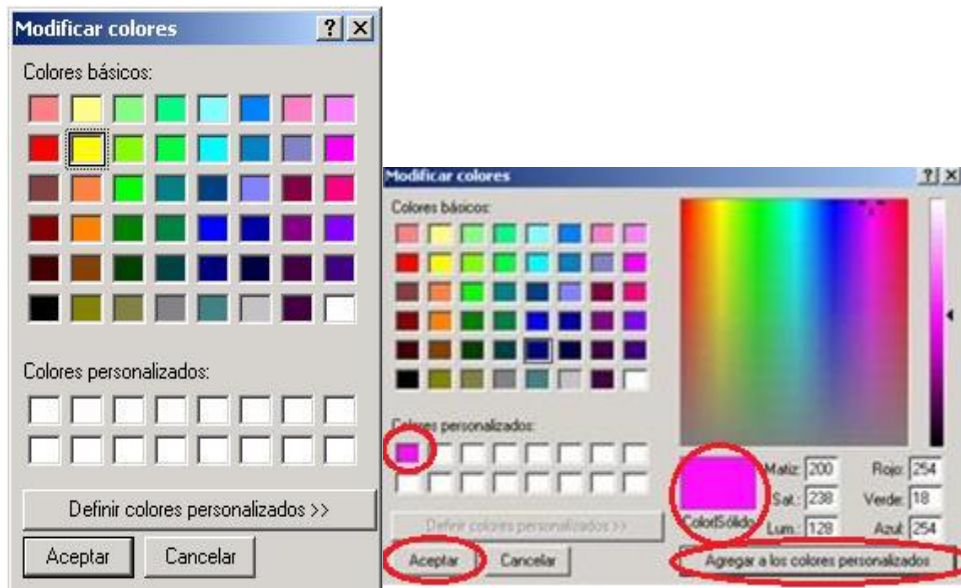 Modificar colores ? X
Colores básicos:
Colores personalizados:
Definir colores personalizados >>
Aceptar Cancelar
Modificar colores ? X
Colores básicos:
Colores personalizados:
Definir colores personalizados >>
Aceptar Cancelar
Color|Sólido
Matiz: 200 Rojo: 254
Sat.: 238 Verde: 18
Lum.: 128 Azul: 254
Agregar a los colores personalizados